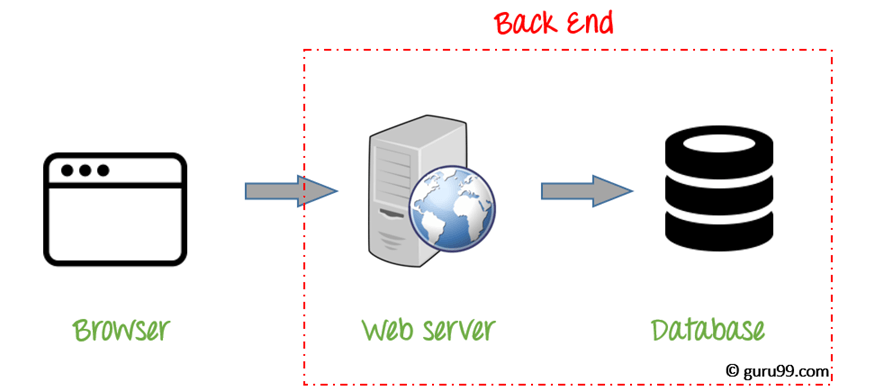 Back End
Browser
Web server
Database
© guru99.com